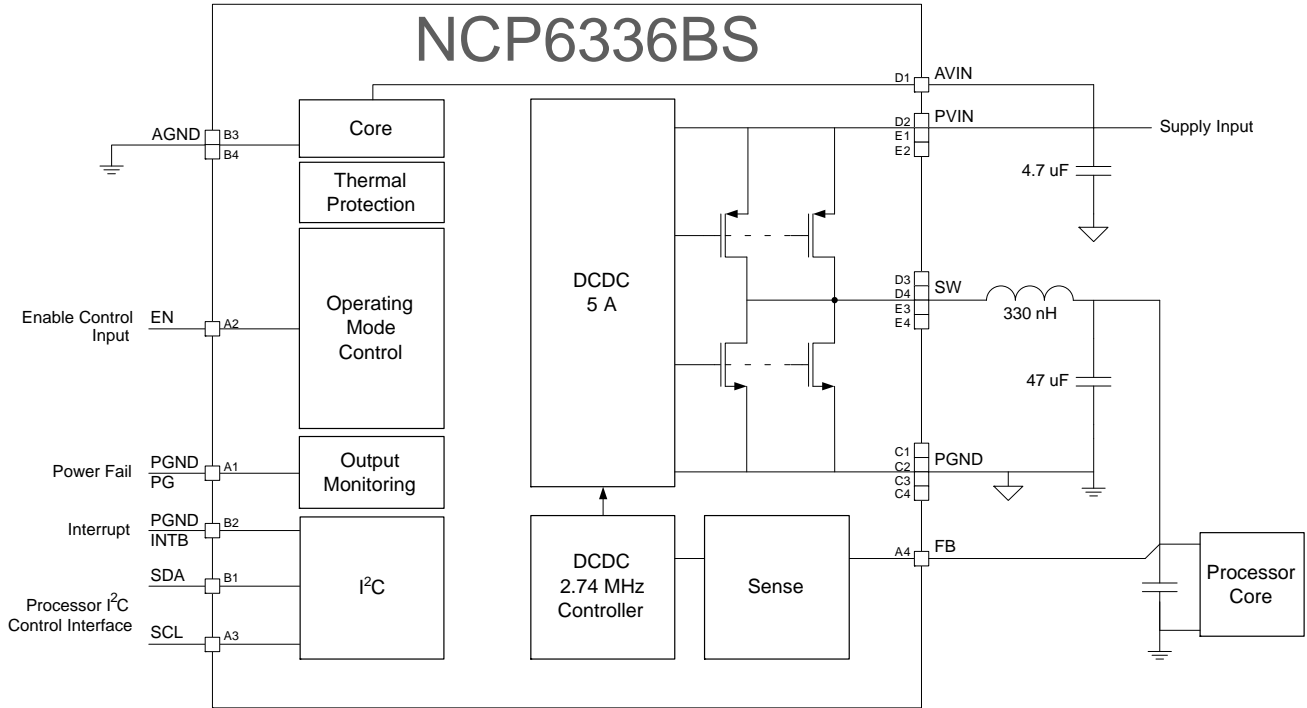 NCP6336BS
D1
AVIN
Core
AGND
B3
B4
D2
E1
E2
PVIN
Supply Input
Thermal
Protection
4.7 uF
Operating
Mode
Control
DCDC
5 A
D3
D4
E3
E4
SW
330 nH
Enable Control
Input
EN
A2
47 uF
Output
Monitoring
Power Fail
PGND
PG
A1
C1
C2
C3
C4
PGND
Interrupt
PGND
INTB
B2
I²C
DCDC
2.74 MHz
Controller
Sense
A4
FB
Processor
Core
SDA
B1
Processor I²C
Control Interface
SCL
A3